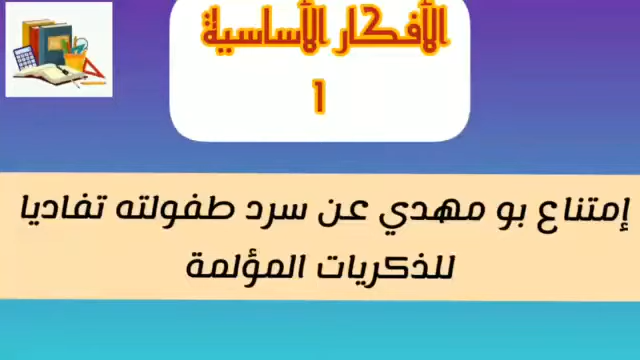 الأفكار الأساسية
1
إمتناع بو مهدي عن سرد طفولته تفاديا
للذكريات المؤلمة